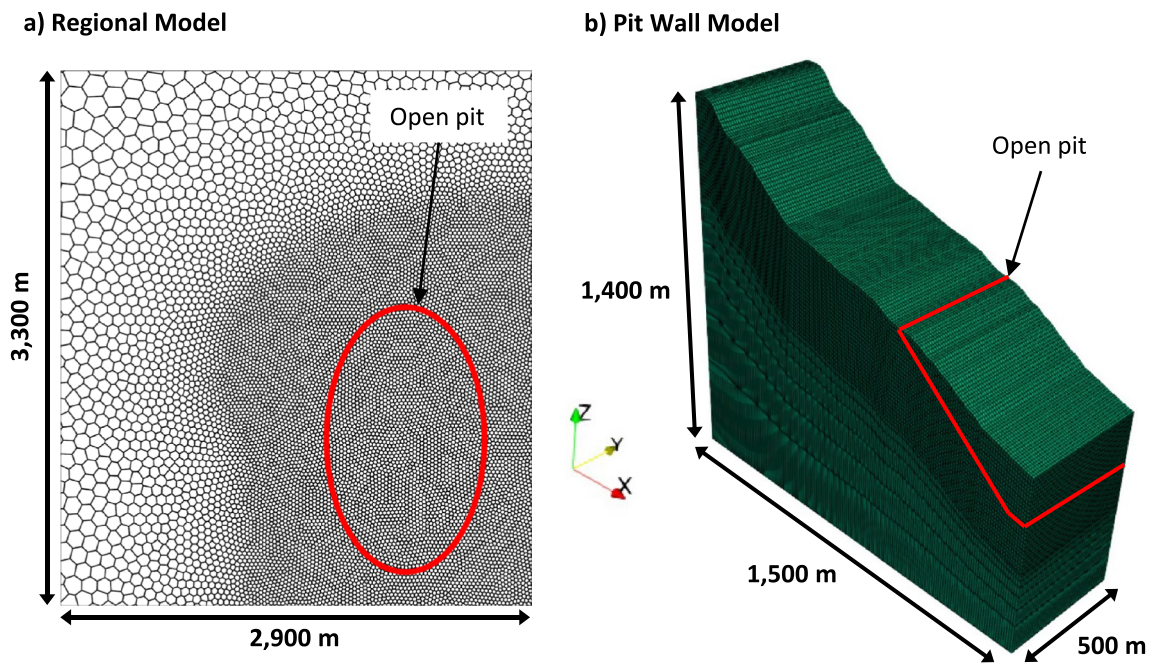 a) Regional Model
Open pit
3,300 m
2,900 m
b) Pit Wall Model
Open pit
1,400 m
Z
Y
X
1,500 m
500 m